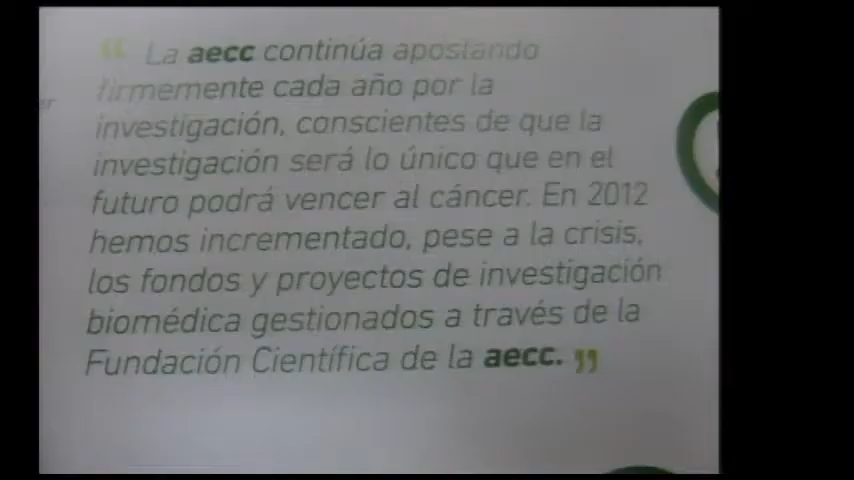 “ La aecc continúa apostando
firmemente cada año por la
investigación, conscientes de que la
investigación será lo único que en el
futuro podrá vencer al cáncer. En 2012
hemos incrementado, pese a la crisis,
los fondos y proyectos de investigación
biomédica gestionados a través de la
Fundación Científica de la aecc. ”